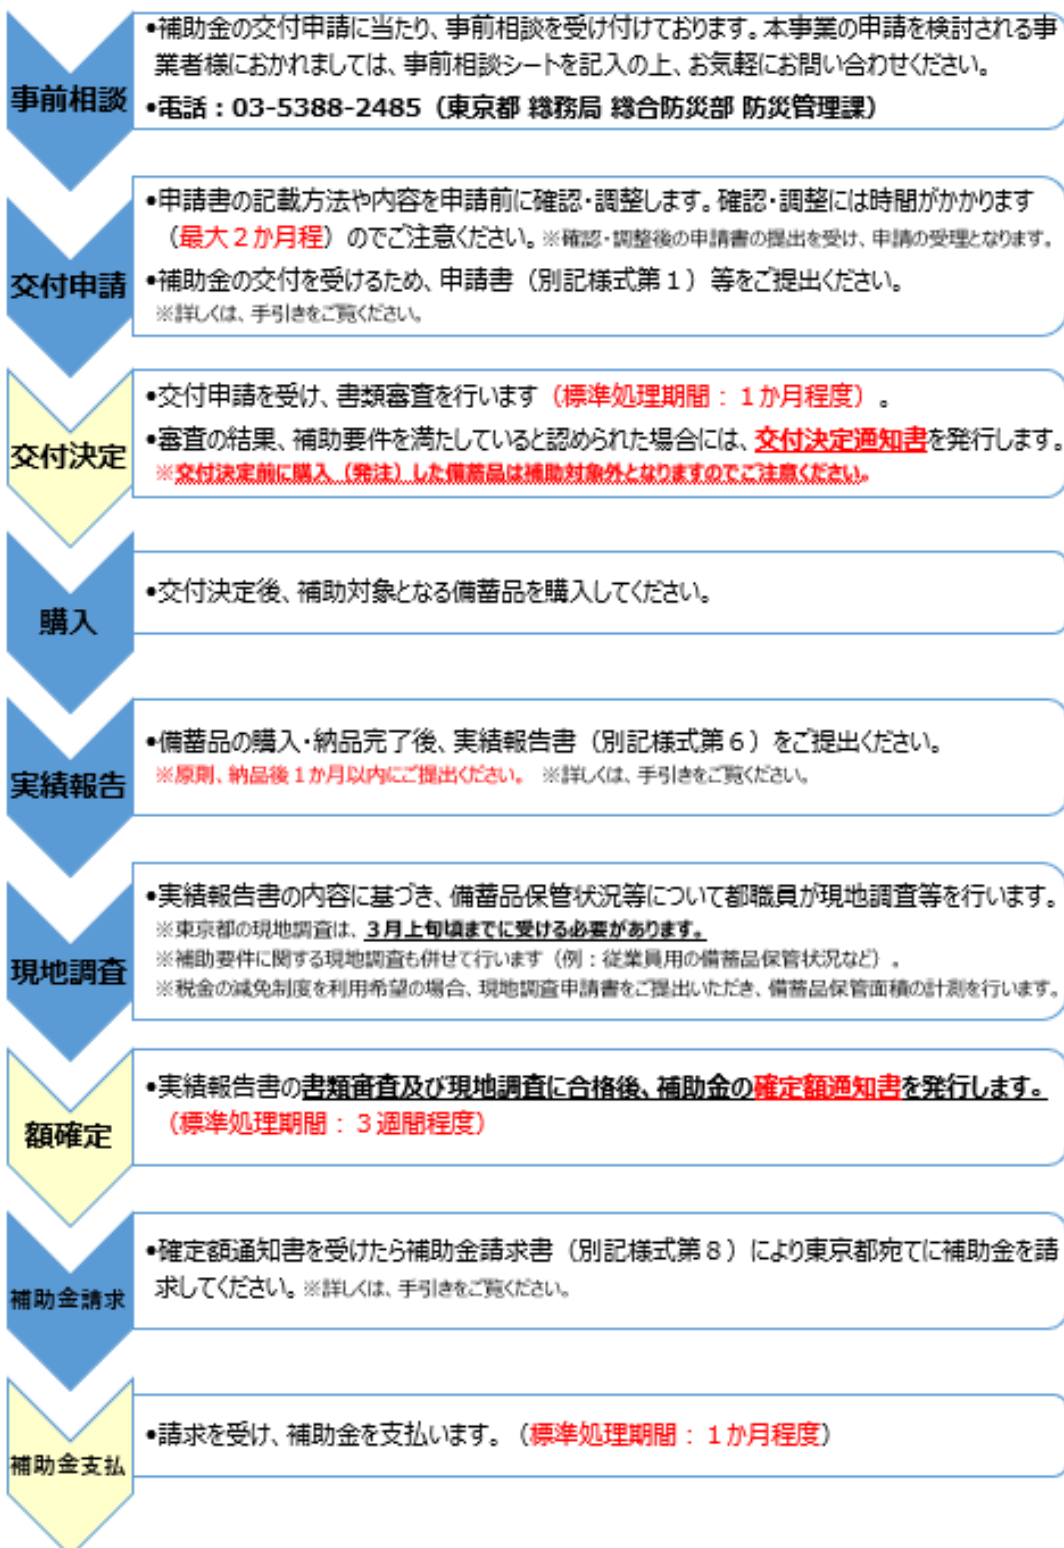 事前相談
•補助金の交付申請に当たり、事前相談を受け付けております。本事業の申請を検討される事
業者様におかれましては、事前相談シートを記入の上、お気軽にお問い合わせください。
•電話：03-5388-2485（東京都 総務局 総合防災部 防災管理課）
交付申請
•申請書の記載方法や内容を申請前に確認・調整します。確認・調整には時間がかかります
（最大２か月程）のでご注意ください。※確認・調整後の申請書の提出を受け、申請の受理となります。
•補助金の交付を受けるため、申請書（別記様式第１）等をご提出ください。
※詳しくは、手引きをご覧ください。
交付決定
•交付申請を受け、書類審査を行います（標準処理期間：１か月程度）。
•審査の結果、補助要件を満たしていると認められた場合には、交付決定通知書を発行します。
※交付決定前に購入（発注）した備蓄品は補助対象外となりますのでご注意ください。
購入
•交付決定後、補助対象となる備蓄品を購入してください。
実績報告
•備蓄品の購入・納品完了後、実績報告書（別記様式第６）をご提出ください。
※原則、納品後１か月以内にご提出ください。 ※詳しくは、手引きをご覧ください。
現地調査
•実績報告書の内容に基づき、備蓄品保管状況等について都職員が現地調査等を行います。
※東京都の現地調査は、３月上旬頃までに受ける必要があります。
※補助要件に関する現地調査も併せて行います（例：従業員用の備蓄品保管状況など）。
※税金の減免制度を利用希望の場合、現地調査申請書をご提出いただき、備蓄品保管面積の計測を行います。
額確定
•実績報告書の書類審査及び現地調査に合格後、補助金の確定額通知書を発行します。
（標準処理期間：３週間程度）
補助金請求
•確定額通知書を受けたら補助金請求書（別記様式第８）により東京都宛てに補助金を請
求してください。※詳しくは、手引きをご覧ください。
補助金支払
•請求を受け、補助金を支払います。（標準処理期間：１か月程度）